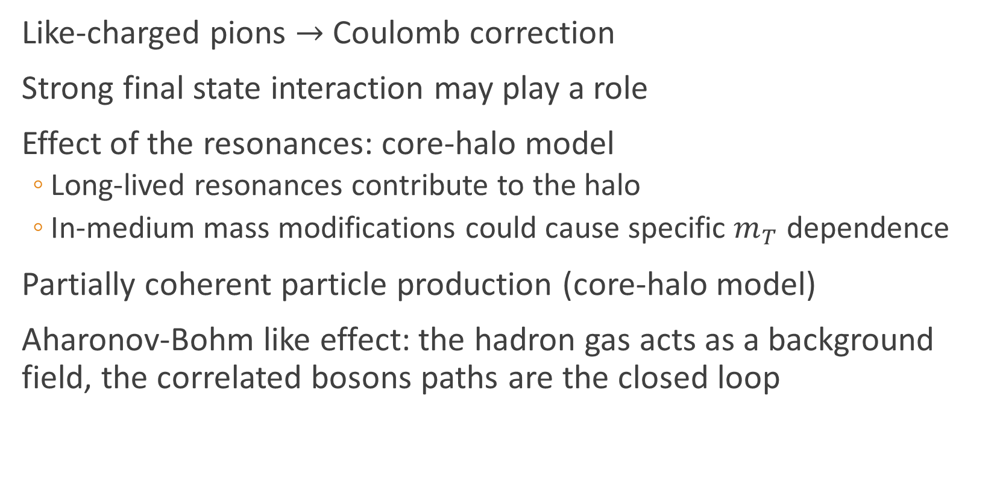 Like-charged pions → Coulomb correction
Strong final state interaction may play a role
Effect of the resonances: core-halo model
◦ Long-lived resonances contribute to the halo
◦ In-medium mass modifications could cause specific $m_T$ dependence
Partially coherent particle production (core-halo model)
Aharonov-Bohm like effect: the hadron gas acts as a background
field, the correlated bosons paths are the closed loop